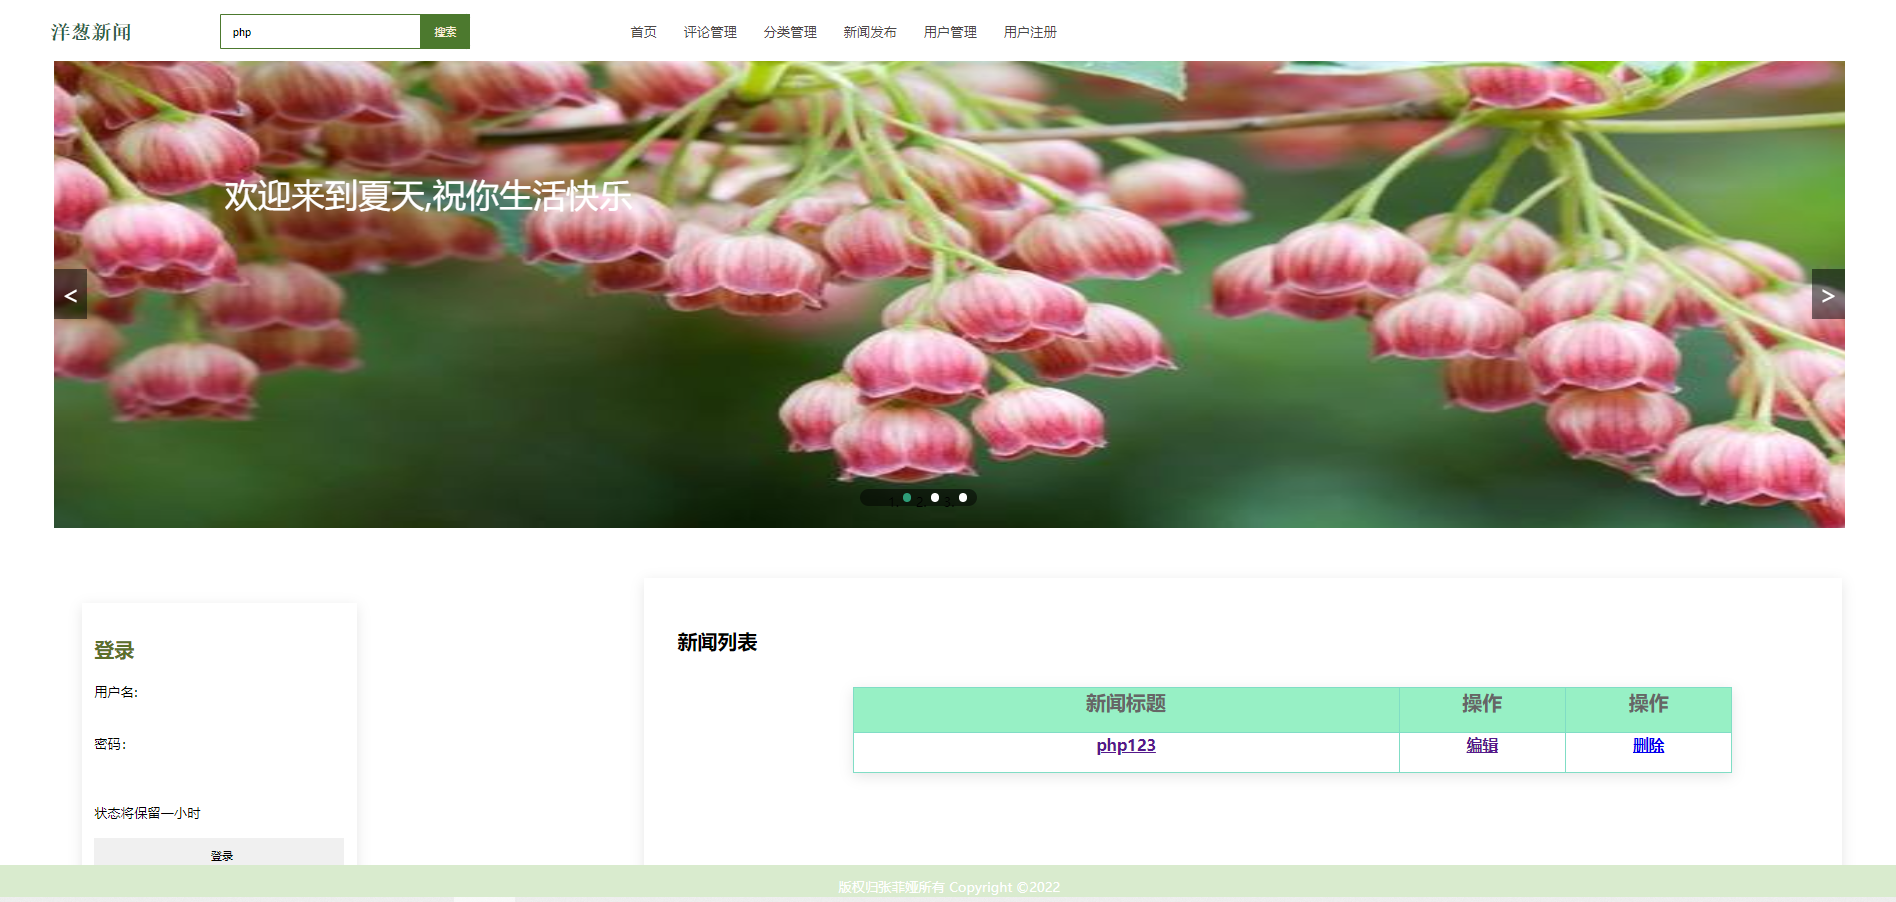 洋葱新闻
php
搜索
首页 评论管理 分类管理 新闻发布 用户管理 用户注册
欢迎来到夏天,祝你生活快乐
<
>
1. 2. 3.
登录
用户名:
密码:
状态将保留一小时
登录
新闻列表
新闻标题 操作 操作
php123 编辑 删除
版权归张菲娅所有 Copyright ©2022